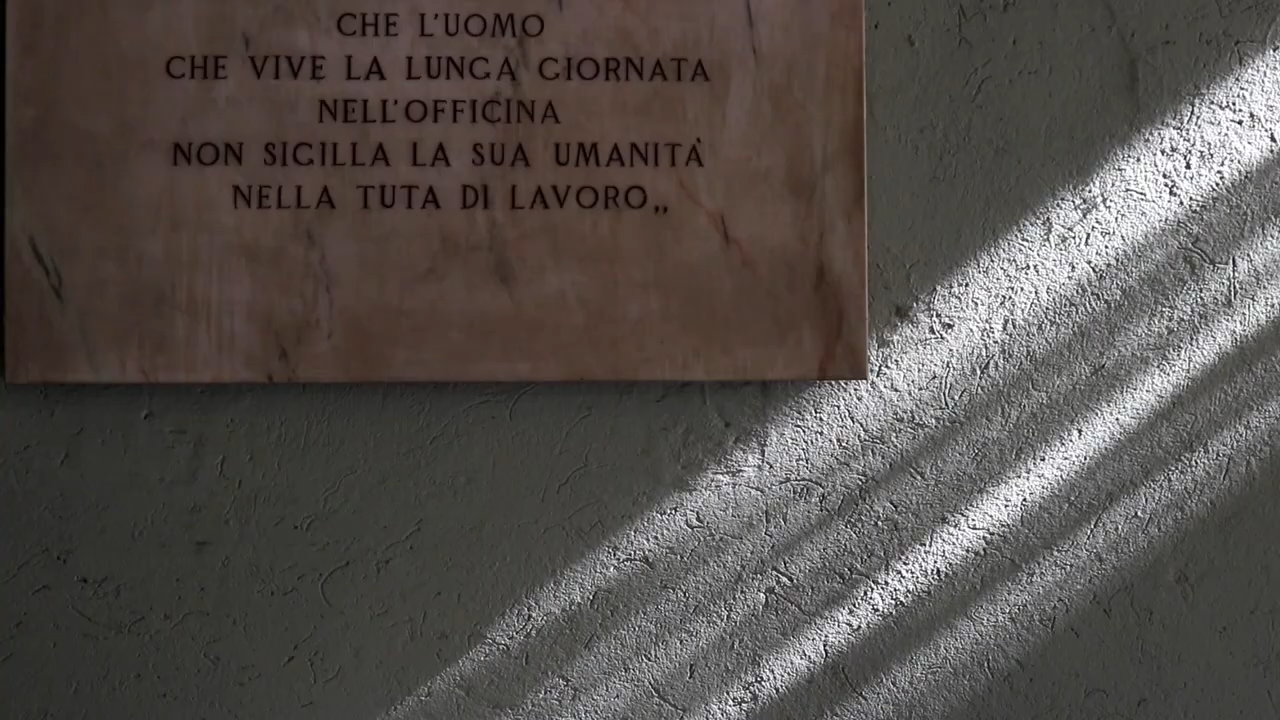 CHE L'UOMO
CHE VIVE LA LUNGA GIORNATA
NELL'OFFICINA
NON SIGILLA LA SUA UMANITÀ
NELLA TUTA DI LAVORO„